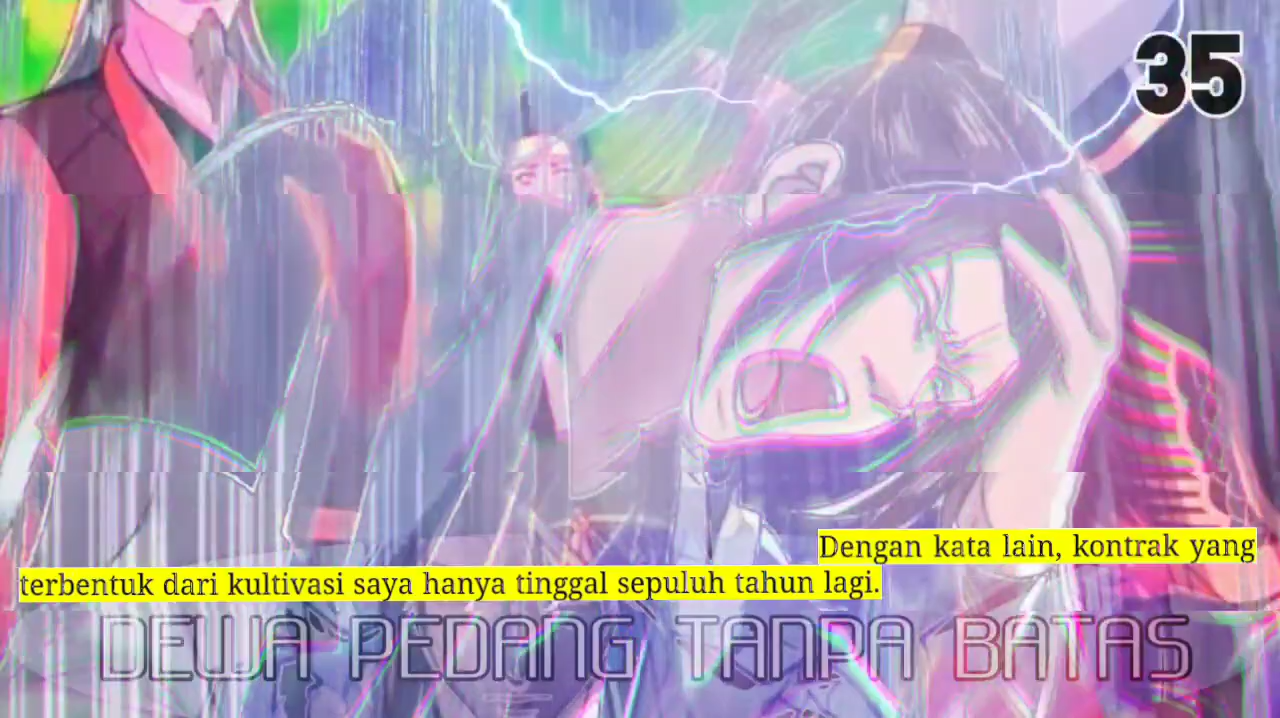 35
Dengan kata lain, kontrak yang
terbentuk dari kultivasi saya hanya tinggal sepuluh tahun lagi.
DEWA PEDANG TANPA BATAS